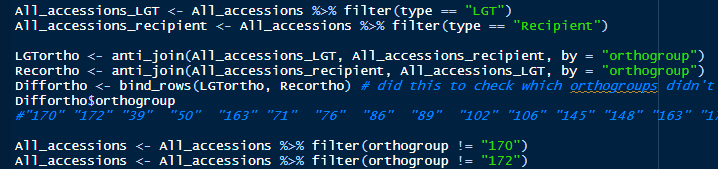 All_accessions_LGT <- All_accessions %>% filter(type == "LGT")
All_accessions_recipient <- All_accessions %>% filter(type == "Recipient")
LGTortho <- anti_join(All_accessions_LGT, All_accessions_recipient, by = "orthogroup")
Recortho <- anti_join(All_accessions_recipient, All_accessions_LGT, by = "orthogroup")
Diffortho <- bind_rows(LGTortho, Recortho) # did this to check which orthogroups didn't
Diffortho$orthogroup
#"170" "172" "39" "50" "163" "71" "76" "86" "89" "102" "106" "145" "148" "163"
All_accessions <- All_accessions %>% filter(orthogroup != "170")
All_accessions <- All_accessions %>% filter(orthogroup != "172")